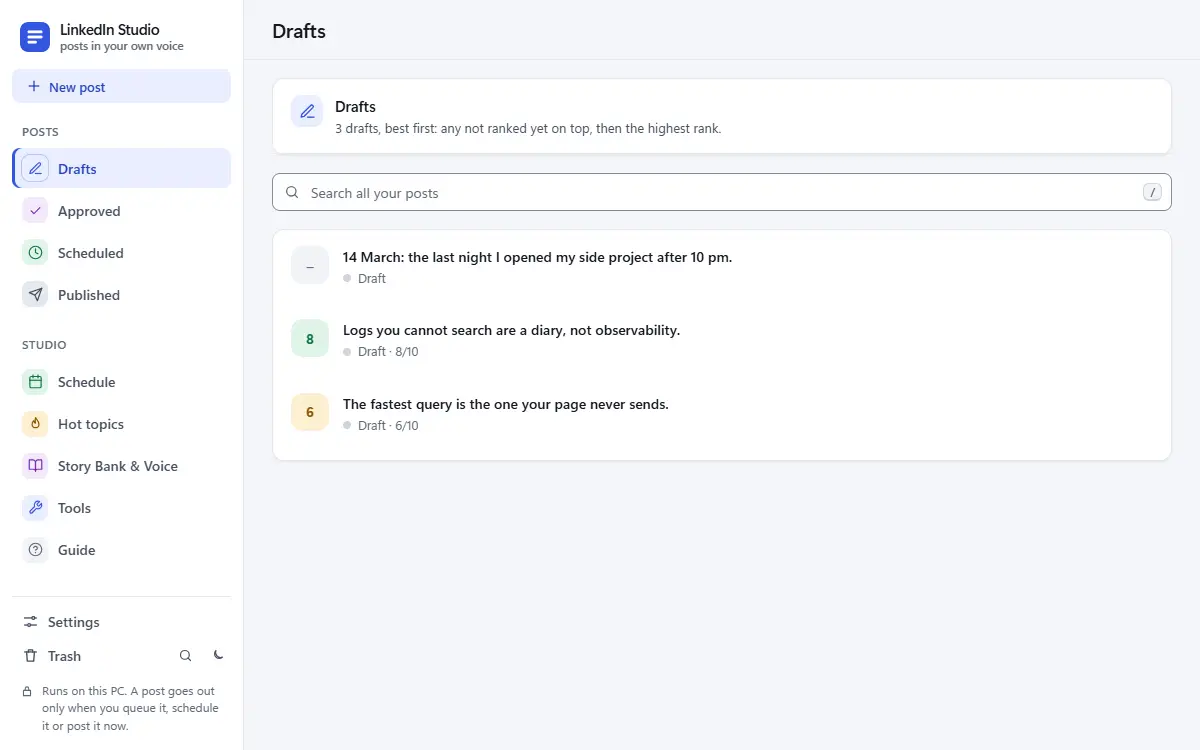 LinkedIn Studio
posts in your own voice
+ New post
POSTS
Drafts
Approved
Scheduled
Published
STUDIO
Schedule
Hot topics
Story Bank & Voice
Tools
Guide
Settings
Trash
Runs on this PC. A post goes out
only when you queue it, schedule
it or post it now.
Drafts
Drafts
3 drafts, best first: any not ranked yet on top, then the highest rank.
Search all your posts
/
–
14 March: the last night I opened my side project after 10 pm.
Draft
8
Logs you cannot search are a diary, not observability.
Draft · 8/10
6
The fastest query is the one your page never sends.
Draft · 6/10